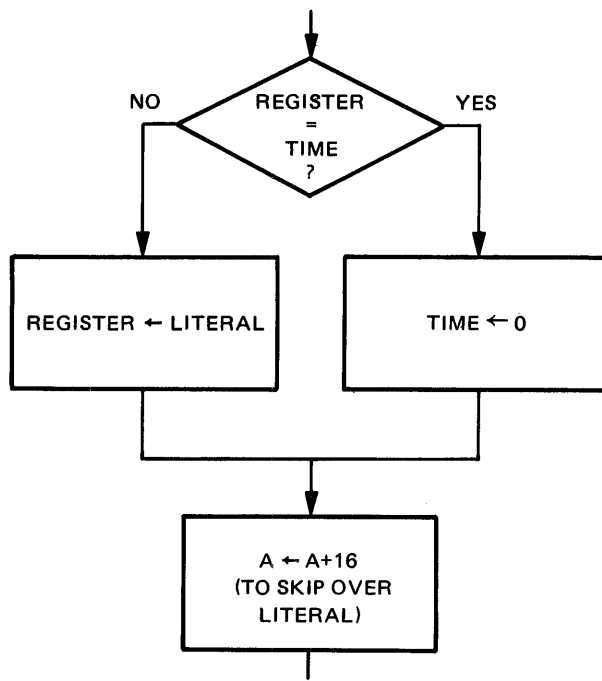 NO
REGISTER
=
TIME
?
YES
REGISTER ← LITERAL
TIME ← 0
A ← A+16
(TO SKIP OVER
LITERAL)